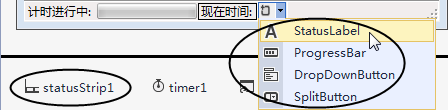 计时进行中: 现在时间:
A StatusLabel
ProgressBar
DropDownButton
SplitButton
statusStrip1 timer1